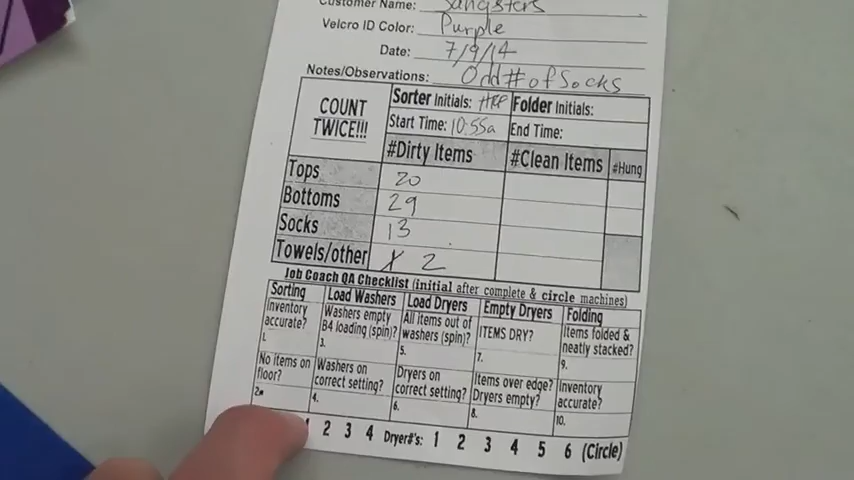 Customer Name: Sangsters
Velcro ID Color: Purple
Date: 7/9/14
Notes/Observations: Odd # of Socks
COUNT TWICE!!! Sorter Initials: Folder Initials:
Start Time: 10:55a End Time:
#Dirty Items #Clean Items #Hung
Tops 20
Bottoms 29
Socks 13
Towels/other 2
Job Coach QA Checklist (initial after complete & circle machines)
Sorting Load Washers Load Dryers Empty Dryers Folding
Inventory accurate? 1. Washers empty B4 loading (spin)? 3. All items out of washers (spin)? 5. ITEMS DRY? 7. Items folded & neatly stacked? 9.
No items on floor? 2. Washers on correct setting? 4. Dryers on correct setting? 6. Items over edge? Dryers empty? 8. Inventory accurate? 10.
2 3 4 Dryer#'s: 1 2 3 4 5 6 (Circle)